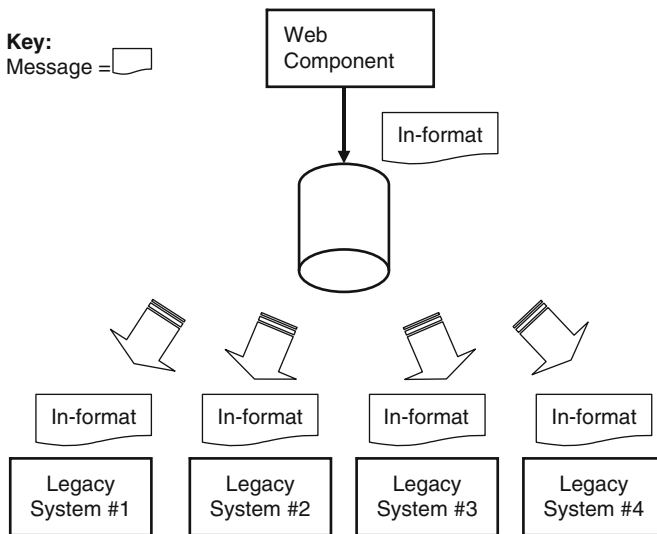 Key:
Message =
Web
Component
In-format
In-format
In-format
In-format
In-format
Legacy
System #1
Legacy
System #2
Legacy
System #3
Legacy
System #4